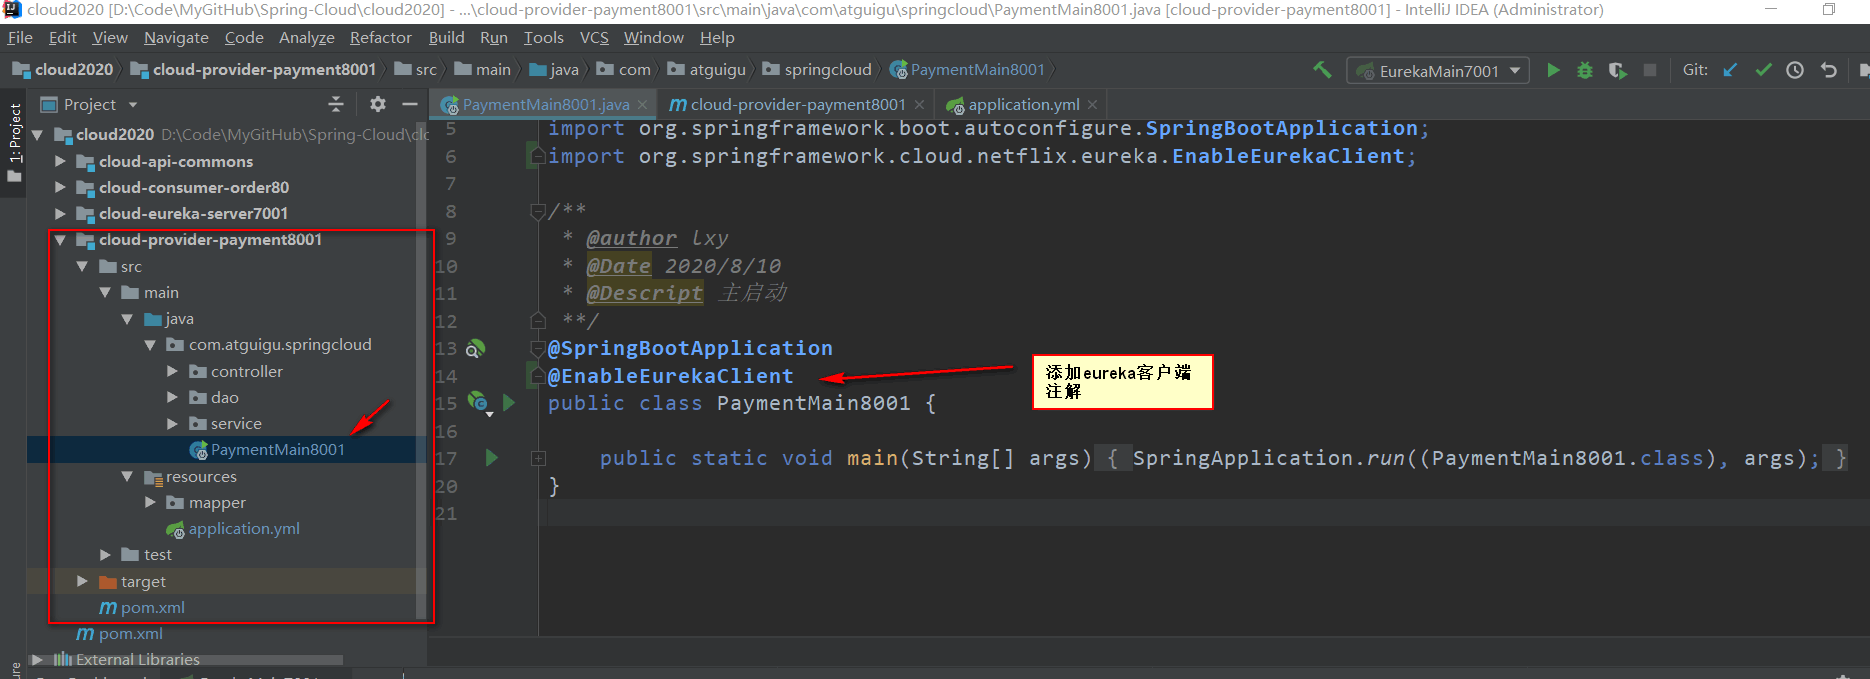 cloud2020 [D:\Code\MyGitHub\Spring-Cloud\cloud2020] - ...\cloud-provider-payment8001\src\main\java\com\atguigu\springcloud\PaymentMain8001.java [cloud-provider-payment8001] - IntelliJ IDEA (Administrator)
File Edit View Navigate Code Analyze Refactor Build Run Tools VCS Window Help
cloud2020 cloud-provider-payment8001 src main java com atguigu springcloud PaymentMain8001 EurekaMain7001 Git:
1: Project
Project
PaymentMain8001.java cloud-provider-payment8001 application.yml
cloud2020 D:\Code\MyGitHub\Spring-Cloud\clo
cloud-api-commons
cloud-consumer-order80
cloud-eureka-server7001
cloud-provider-payment8001
src
main
java
com.atguigu.springcloud
controller
dao
service
PaymentMain8001
resources
mapper
application.yml
test
target
pom.xml
pom.xml
External Libraries
5 import org.springframework.boot.autoconfigure.SpringBootApplication;
6 import org.springframework.cloud.netflix.eureka.EnableEurekaClient;
7
8 /**
9 * @author lxy
10 * @Date 2020/8/10
11 * @Descript 主启动
12 **/
13 @SpringBootApplication
14 @EnableEurekaClient
15 public class PaymentMain8001 {
16
17 public static void main(String[] args) { SpringApplication.run((PaymentMain8001.class), args); }
20 }
21
添加eureka客户端
注解